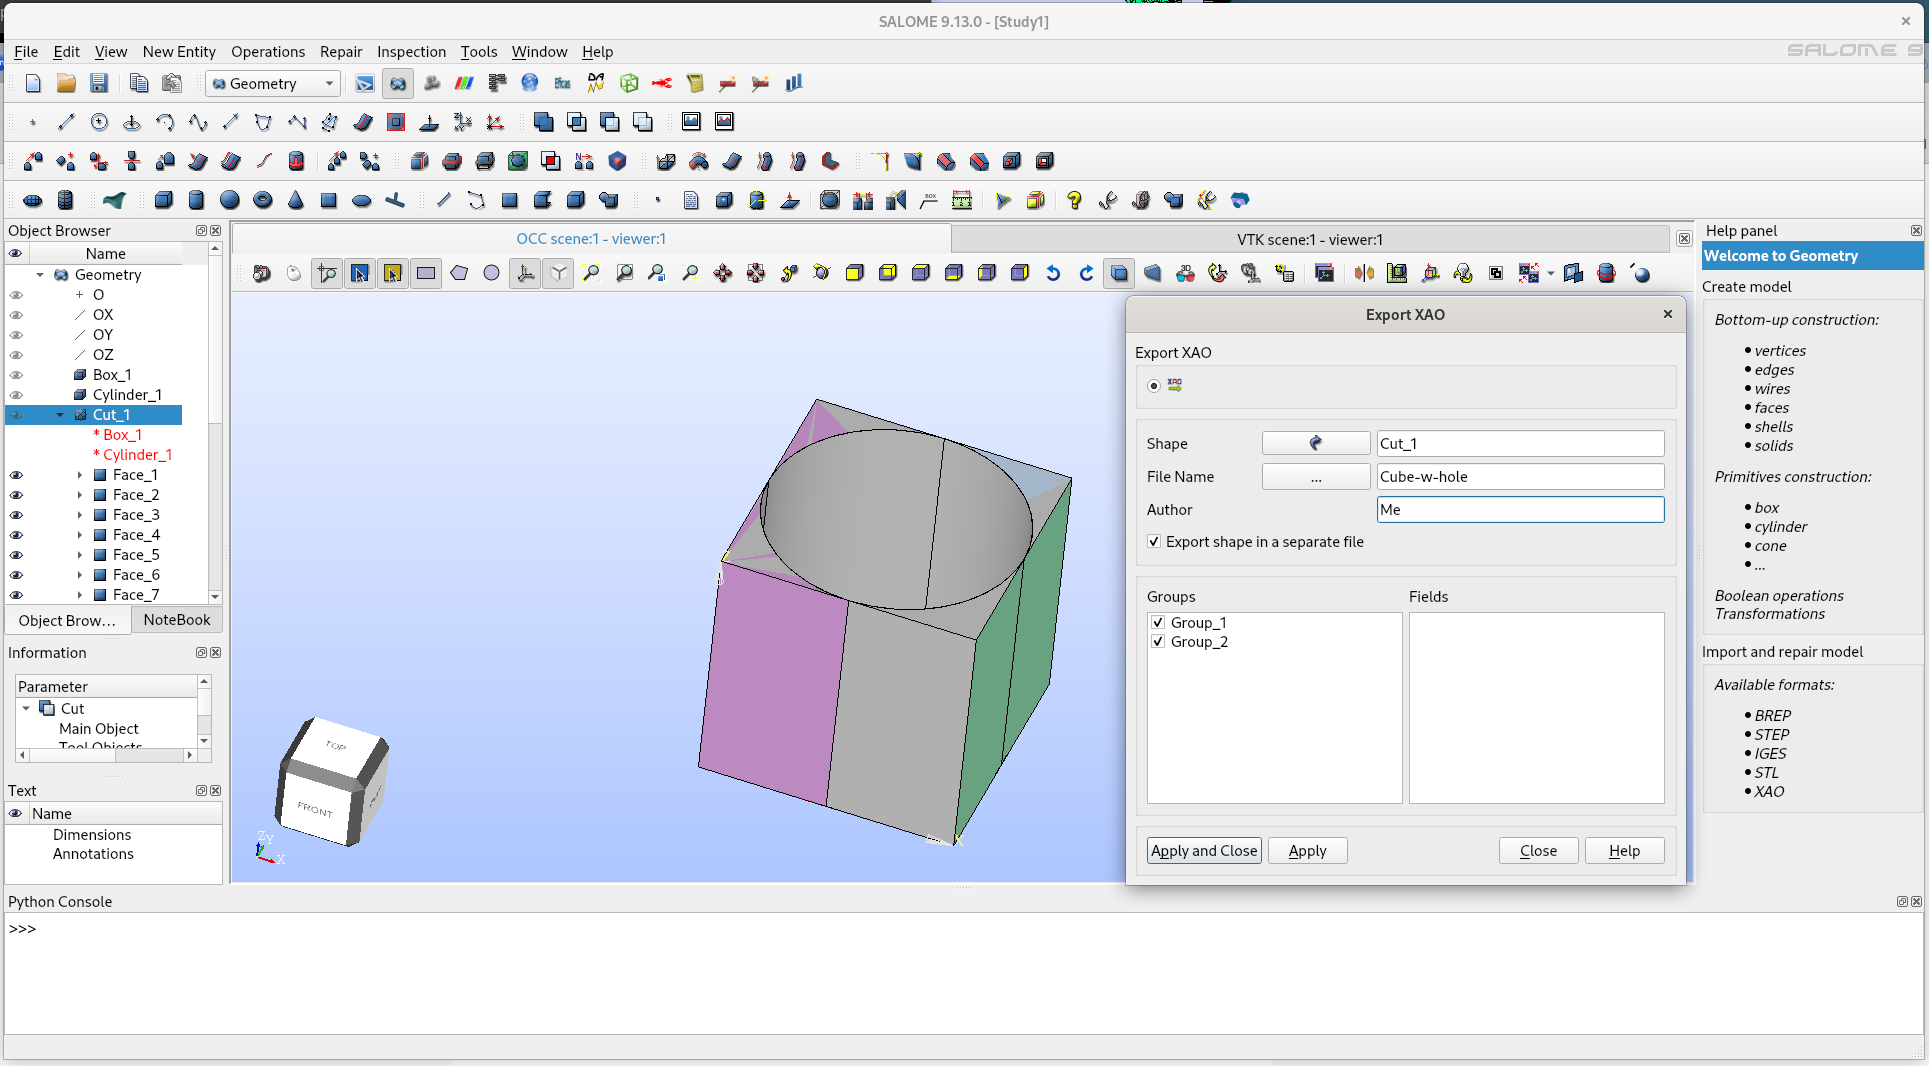 SALOME 9.13.0 - [Study1]
File Edit View New Entity Operations Repair Inspection Tools Window Help
SALOME 9
Geometry
Object Browser
Name
Geometry
O
OX
OY
OZ
Box_1
Cylinder_1
Cut_1
* Box_1
* Cylinder_1
Face_1
Face_2
Face_3
Face_4
Face_5
Face_6
Face_7
Object Brow... NoteBook
Information
Parameter
Cut
Main Object
Tool Objects
Text
Name
Dimensions
Annotations
OCC scene:1 - viewer:1
VTK scene:1 - viewer:1
TOP
FRONT
Z Y
X
Export XAO
Export XAO
XAO
Shape Cut_1
File Name ... Cube-w-hole
Author Me
Export shape in a separate file
Groups Fields
Group_1
Group_2
Apply and Close Apply Close Help
Help panel
Welcome to Geometry
Create model
Bottom-up construction:
• vertices
• edges
• wires
• faces
• shells
• solids
Primitives construction:
• box
• cylinder
• cone
• ...
Boolean operations
Transformations
Import and repair model
Available formats:
• BREP
• STEP
• IGES
• STL
• XAO
Python Console
>>>